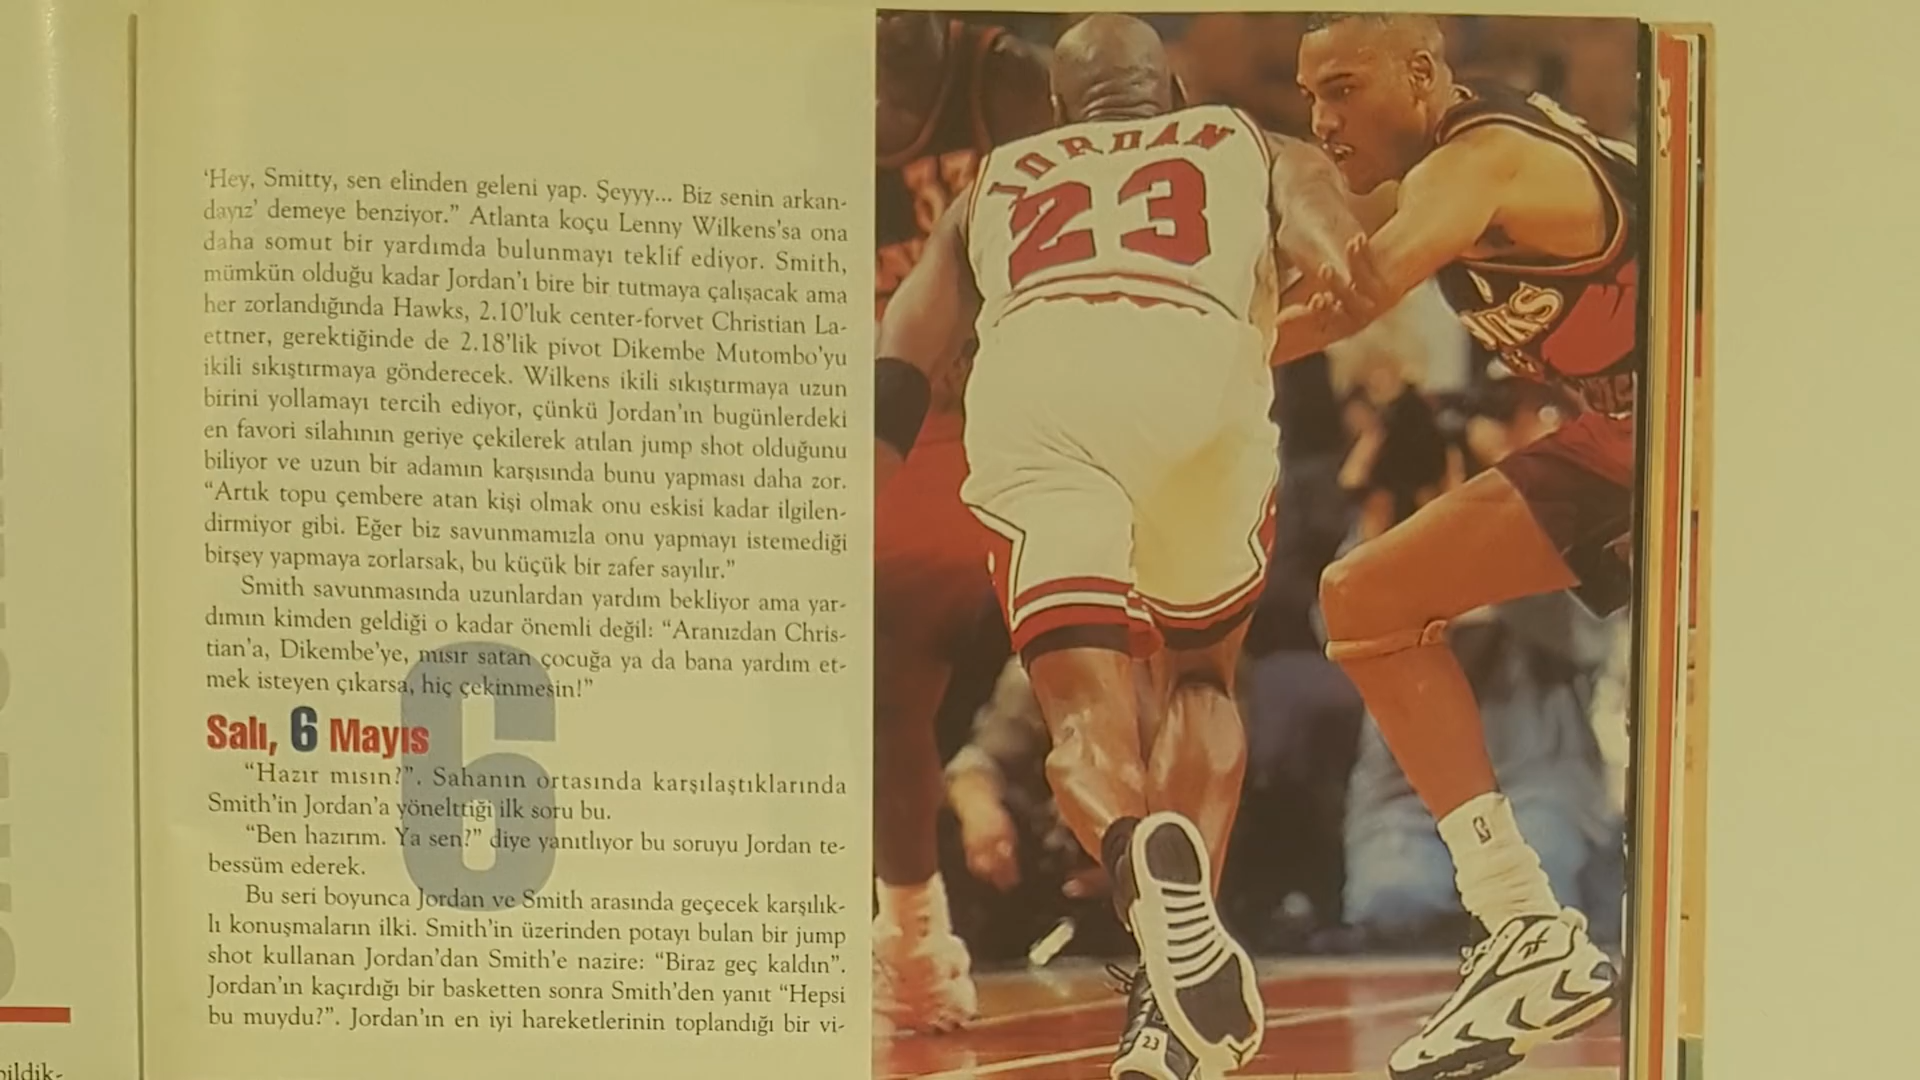 ‘Hey, Smitty, sen elinden geleni yap. Şeyyy... Biz senin arkan-
dayız’ demeye benziyor.” Atlanta koçu Lenny Wilkens'sa ona
daha somut bir yardımda bulunmayı teklif ediyor. Smith,
mümkün olduğu kadar Jordan'ı bire bir tutmaya çalışacak ama
her zorlandığında Hawks, 2.10'luk center-forvet Christian La-
ettner, gerektiğinde de 2.18'lik pivot Dikembe Mutombo'yu
ikili sıkıştırmaya gönderecek. Wilkens ikili sıkıştırmaya uzun
birini yollamayı tercih ediyor, çünkü Jordan'ın bugünlerdeki
en favori silahının geriye çekilerek atılan jump shot olduğunu
biliyor ve uzun bir adamın karşısında bunu yapması daha zor.
“Artık topu çembere atan kişi olmak onu eskisi kadar ilgilen-
dirmiyor gibi. Eğer biz savunmamızla onu yapmayı istemediği
birşey yapmaya zorlarsak, bu küçük bir zafer sayılır.”
Smith savunmasında uzunlardan yardım bekliyor ama yar-
dımın kimden geldiği o kadar önemli değil: “Aranızdan Chris-
tian'a, Dikembe'ye, mısır satan çocuğa ya da bana yardım et-
mek isteyen çıkarsa, hiç çekinmesin!”
6
Salı, 6 Mayıs
“Hazır mısın?”. Sahanın ortasında karşılaştıklarında
Smith'in Jordan'a yönelttiği ilk soru bu.
“Ben hazırım. Ya sen?” diye yanıtlıyor bu soruyu Jordan te-
bessüm ederek.
Bu seri boyunca Jordan ve Smith arasında geçecek karşılık-
lı konuşmaların ilki. Smith'in üzerinden potayı bulan bir jump
shot kullanan Jordan'dan Smith'e nazire: “Biraz geç kaldın”.
Jordan'ın kaçırdığı bir basketten sonra Smith'den yanıt “Hepsi
bu muydu?”. Jordan'ın en iyi hareketlerinin toplandığı bir vi-
JORDAN
23
23